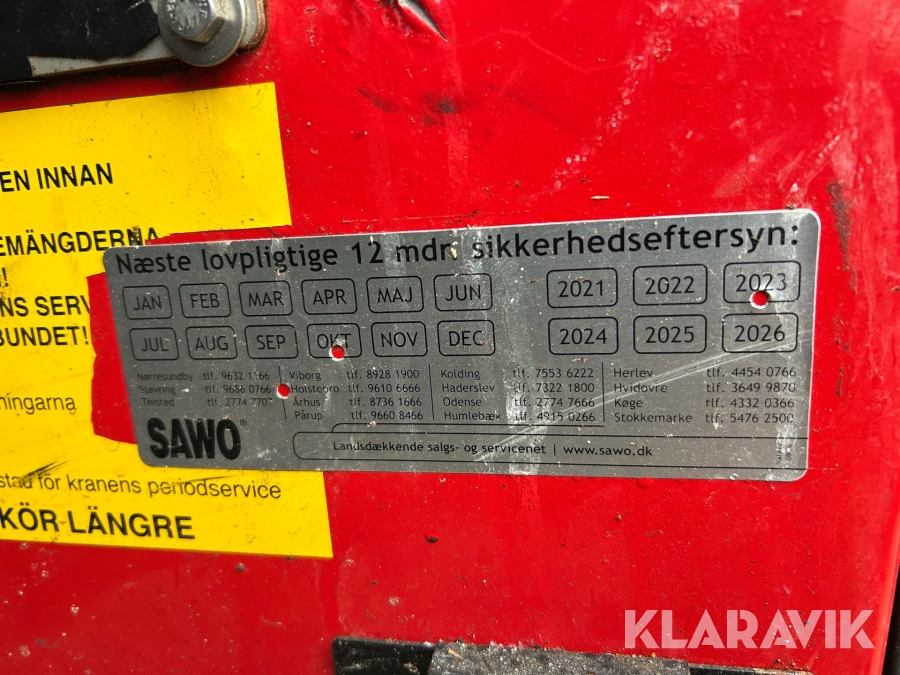 EN INNAN
EMÄNGDERNA
!
NS SERV
BUNDET!
ningarna
stad för kranens periodservice
KÖR LÄNGRE
Næste lovpligtige 12 mdr. sikkerhedseftersyn:
JAN FEB MAR APR MAJ JUN 2021 2022 2023
JUL AUG SEP OKT NOV DEC 2024 2025 2026
Nørresundby tlf. 9632 1166 Viborg tlf. 8928 1900 Kolding tlf. 7553 6222 Herlev tlf. 4454 0766
Støvring tlf. 9686 0766 Holstebro tlf. 9610 6666 Haderslev tlf. 7322 1800 Hvidovre tlf. 3649 9870
Thisted tlf. 2774 7707 Århus tlf. 8736 1666 Odense tlf. 2774 7666 Køge tlf. 4332 0366
Pårup tlf. 9660 8466 Humlebæk tlf. 4915 0266 Stokkemarke tlf. 5476 2500
SAWO®
Landsdækkende salgs- og servicenet | www.sawo.dk
KLARAVIK